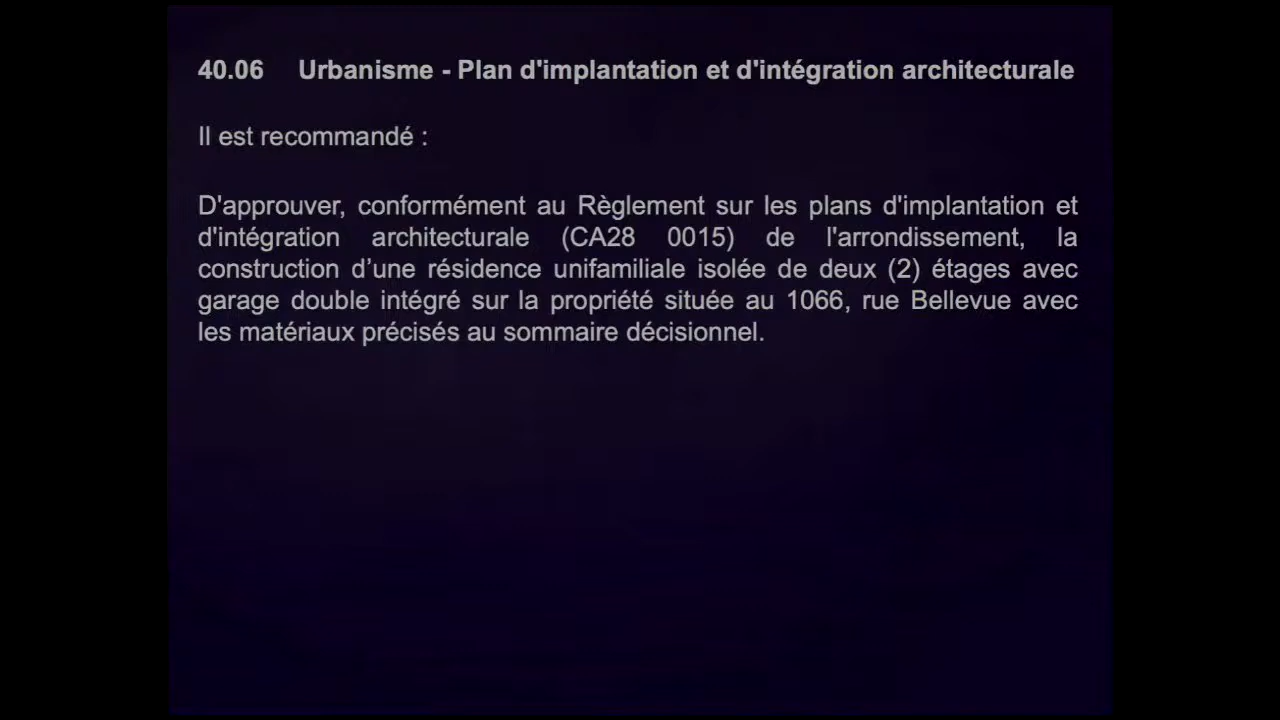 40.06 Urbanisme - Plan d'implantation et d'intégration architecturale
Il est recommandé :
D'approuver, conformément au Règlement sur les plans d'implantation et
d'intégration architecturale (CA28 0015) de l'arrondissement, la
construction d’une résidence unifamiliale isolée de deux (2) étages avec
garage double intégré sur la propriété située au 1066, rue Bellevue avec
les matériaux précisés au sommaire décisionnel.